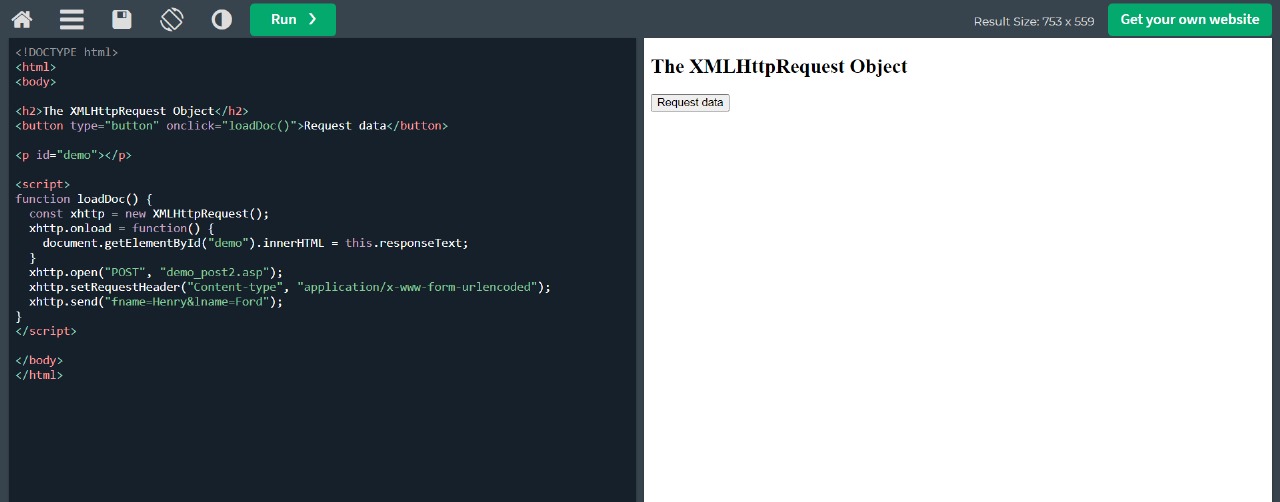 Run ❯
Result Size: 753 x 559
Get your own website
<!DOCTYPE html>
<html>
<body>
<h2>The XMLHttpRequest Object</h2>
<button type="button" onclick="loadDoc()">Request data</button>
<p id="demo"></p>
<script>
function loadDoc() {
  const xhttp = new XMLHttpRequest();
  xhttp.onload = function() {
    document.getElementById("demo").innerHTML = this.responseText;
  }
  xhttp.open("POST", "demo_post2.asp");
  xhttp.setRequestHeader("Content-type", "application/x-www-form-urlencoded");
  xhttp.send("fname=Henry&lname=Ford");
}
</script>
</body>
</html>
The XMLHttpRequest Object
Request data